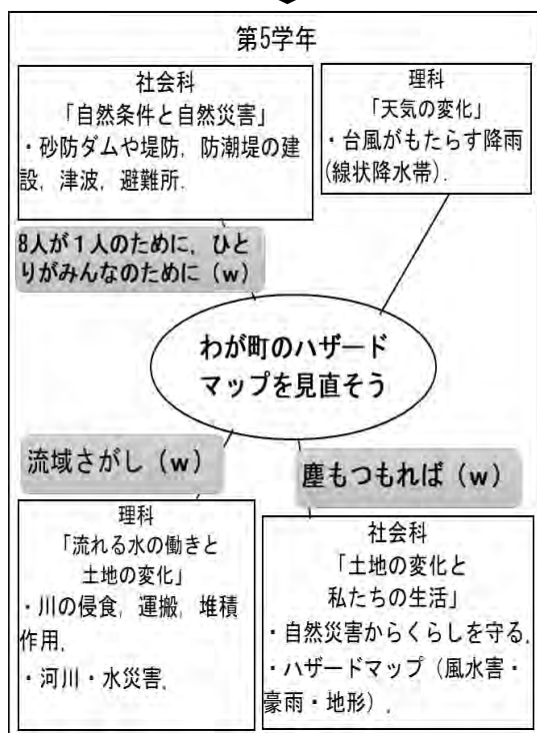 第5学年
社会科
「自然条件と自然災害」
・砂防ダムや堤防，防潮堤の建
設，津波，避難所．
理科
「天気の変化」
・台風がもたらす降雨
(線状降水帯)．
8人が１人のために，ひと
りがみんなのために（w）
わが町のハザード
マップを見直そう
流域さがし（w）
塵もつもれば（w）
理科
「流れる水の働きと
土地の変化」
・川の侵食，運搬，堆積
作用．
・河川・水災害．
社会科
「土地の変化と
私たちの生活」
・自然災害からくらしを守る．
・ハザードマップ（風水害・
豪雨・地形）．